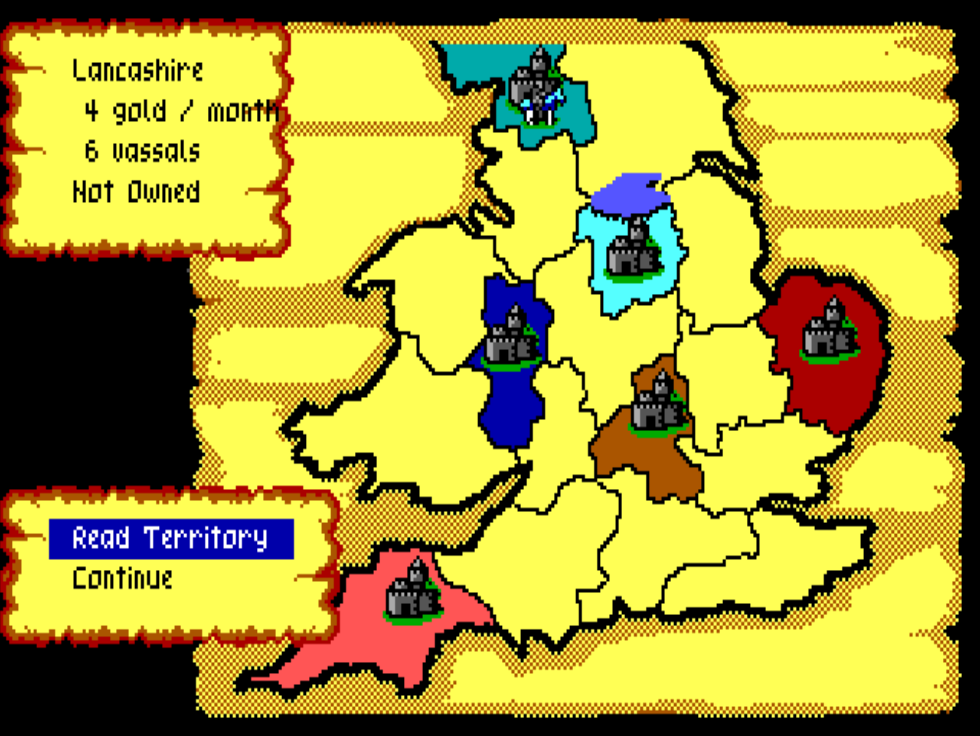 Lancashire
4 gold / month
6 vassals
Not Owned
Read Territory
Continue